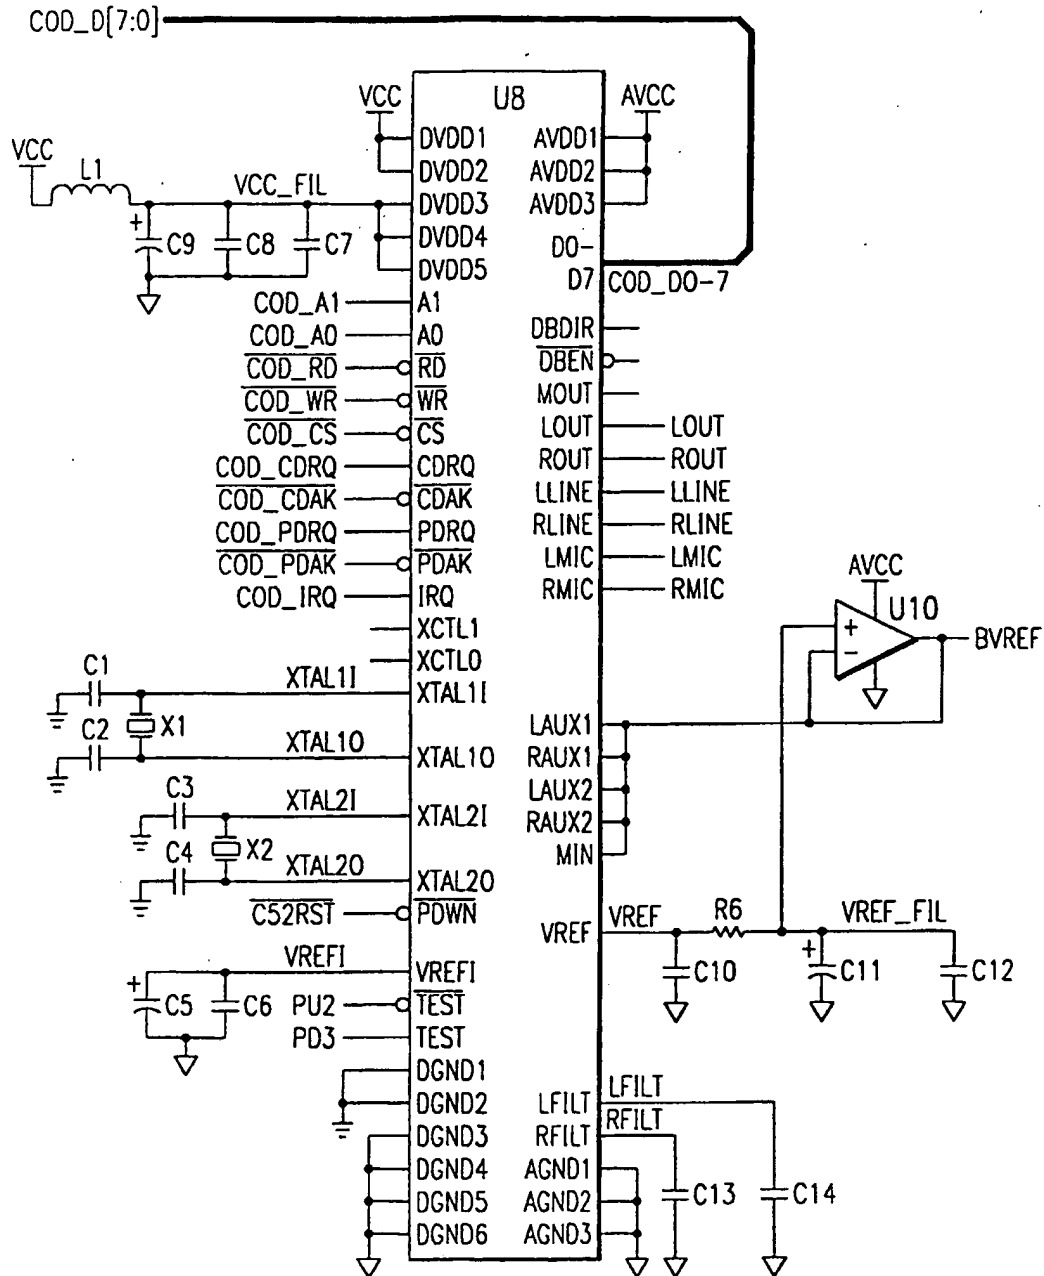 COD_D[7:0]
VCC U8 AVCC
DVDD1 AVDD1
VCC L1 DVDD2 AVDD2
VCC_FIL DVDD3 AVDD3
+ C9 C8 C7 DVDD4 DO-
DVDD5 D7 COD_DO-7
COD_A1 A1
COD_A0 A0 DBDIR
COD_RD RD DBEN
COD_WR WR MOUT
COD_CS CS LOUT LOUT
COD_CDRQ CDRQ ROUT ROUT
COD_CDAK CDAK LLINE LLINE
COD_PDRQ PDRQ RLINE RLINE
COD_PDAK PDAK LMIC LMIC
COD_IRQ IRQ RMIC RMIC
AVCC
U10
XCTL1 +
XCTL0 - BVREF
C1 XTAL1I XTAL1I
X1 LAUX1
C2 XTAL1O XTAL1O RAUX1
C3 XTAL2I XTAL2I LAUX2
RAUX2
C4 X2 MIN
XTAL2O XTAL2O
C52RST PDWN VREF VREF R6 VREF_FIL
VREFI VREFI C10 + C11 C12
+ C5 C6 PU2 TEST
PD3 TEST
DGND1
DGND2 LFILT LFILT
DGND3 RFILT RFILT
DGND4 AGND1
DGND5 AGND2 C13 C14
DGND6 AGND3